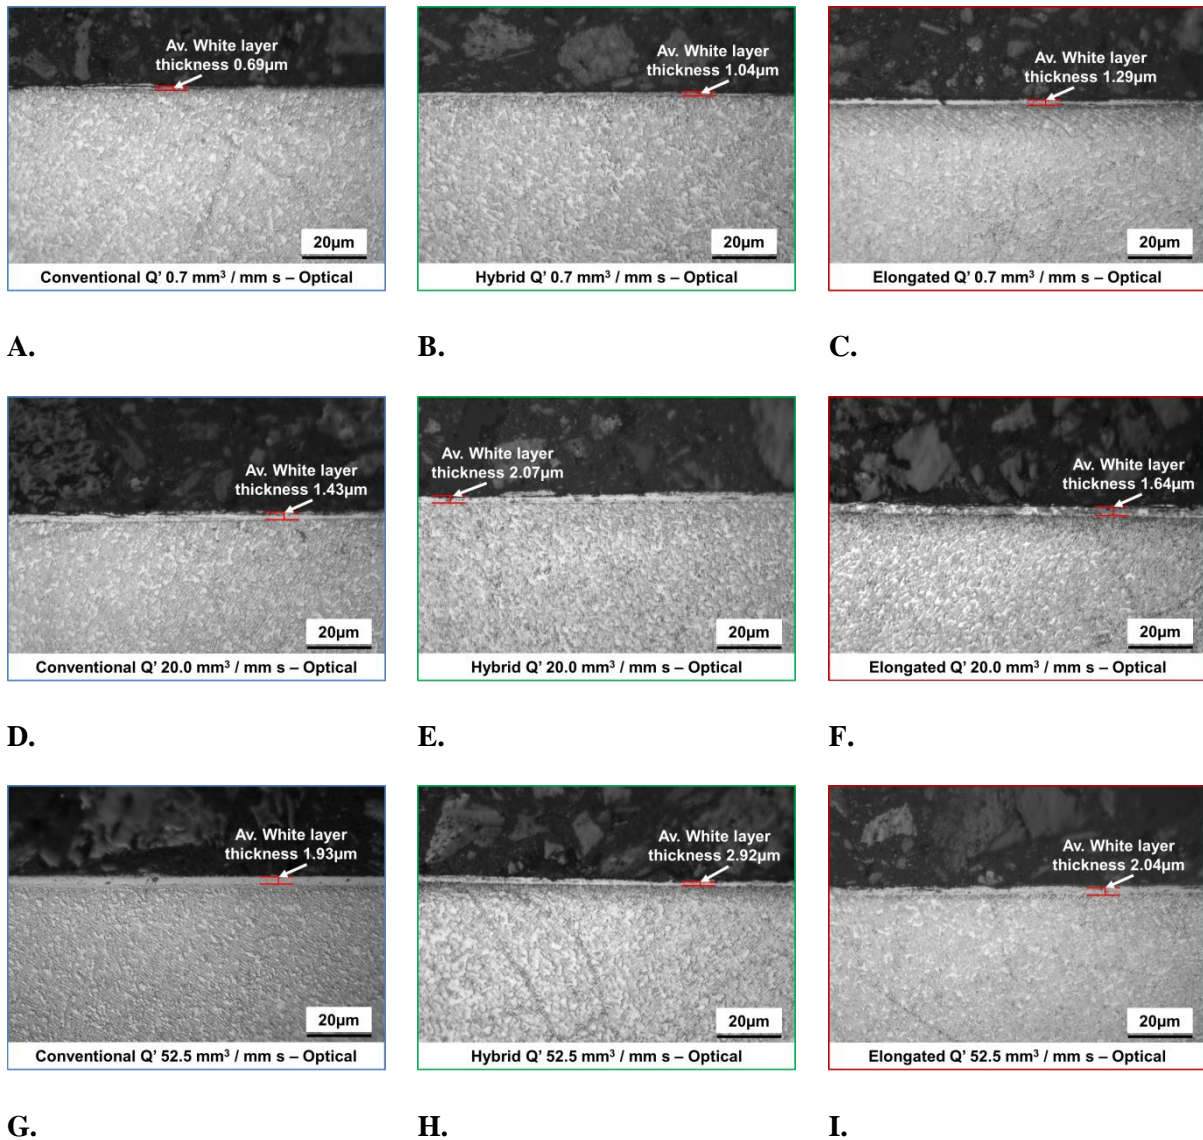 Av. White layer
thickness 0.69µm
20µm
Conventional Q’ 0.7 mm³ / mm s – Optical
Av. White layer
thickness 1.04µm
20µm
Hybrid Q’ 0.7 mm³ / mm s – Optical
Av. White layer
thickness 1.29µm
20µm
Elongated Q’ 0.7 mm³ / mm s – Optical
A.
B.
C.
Av. White layer
thickness 1.43µm
20µm
Conventional Q’ 20.0 mm³ / mm s – Optical
Av. White layer
thickness 2.07µm
20µm
Hybrid Q’ 20.0 mm³ / mm s – Optical
Av. White layer
thickness 1.64µm
20µm
Elongated Q’ 20.0 mm³ / mm s – Optical
D.
E.
F.
Av. White layer
thickness 1.93µm
20µm
Conventional Q’ 52.5 mm³ / mm s – Optical
Av. White layer
thickness 2.92µm
20µm
Hybrid Q’ 52.5 mm³ / mm s – Optical
Av. White layer
thickness 2.04µm
20µm
Elongated Q’ 52.5 mm³ / mm s – Optical
G.
H.
I.